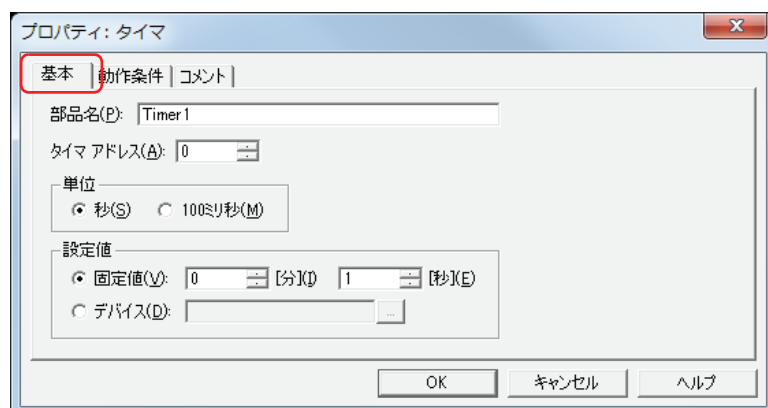 プロパティ: タイマ
基本 動作条件 コメント
部品名(P): Timer1
タイマ アドレス(A): 0
単位
秒(S) 100ミリ秒(M)
設定値
固定値(V): 0 [分](I) 1 [秒](E)
デバイス(D): ...
OK キャンセル ヘルプ